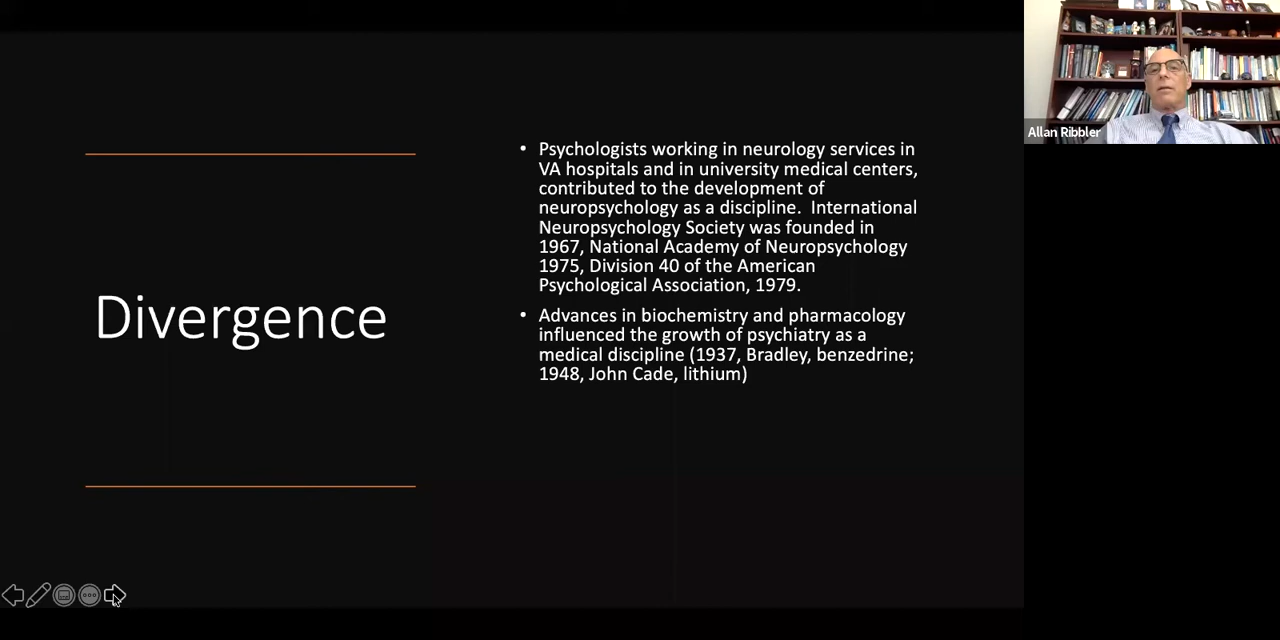 Divergence
• Psychologists working in neurology services in
VA hospitals and in university medical centers,
contributed to the development of
neuropsychology as a discipline.  International
Neuropsychology Society was founded in
1967, National Academy of Neuropsychology
1975, Division 40 of the American
Psychological Association, 1979.
• Advances in biochemistry and pharmacology
influenced the growth of psychiatry as a
medical discipline (1937, Bradley, benzedrine;
1948, John Cade, lithium)
Allan Ribbler